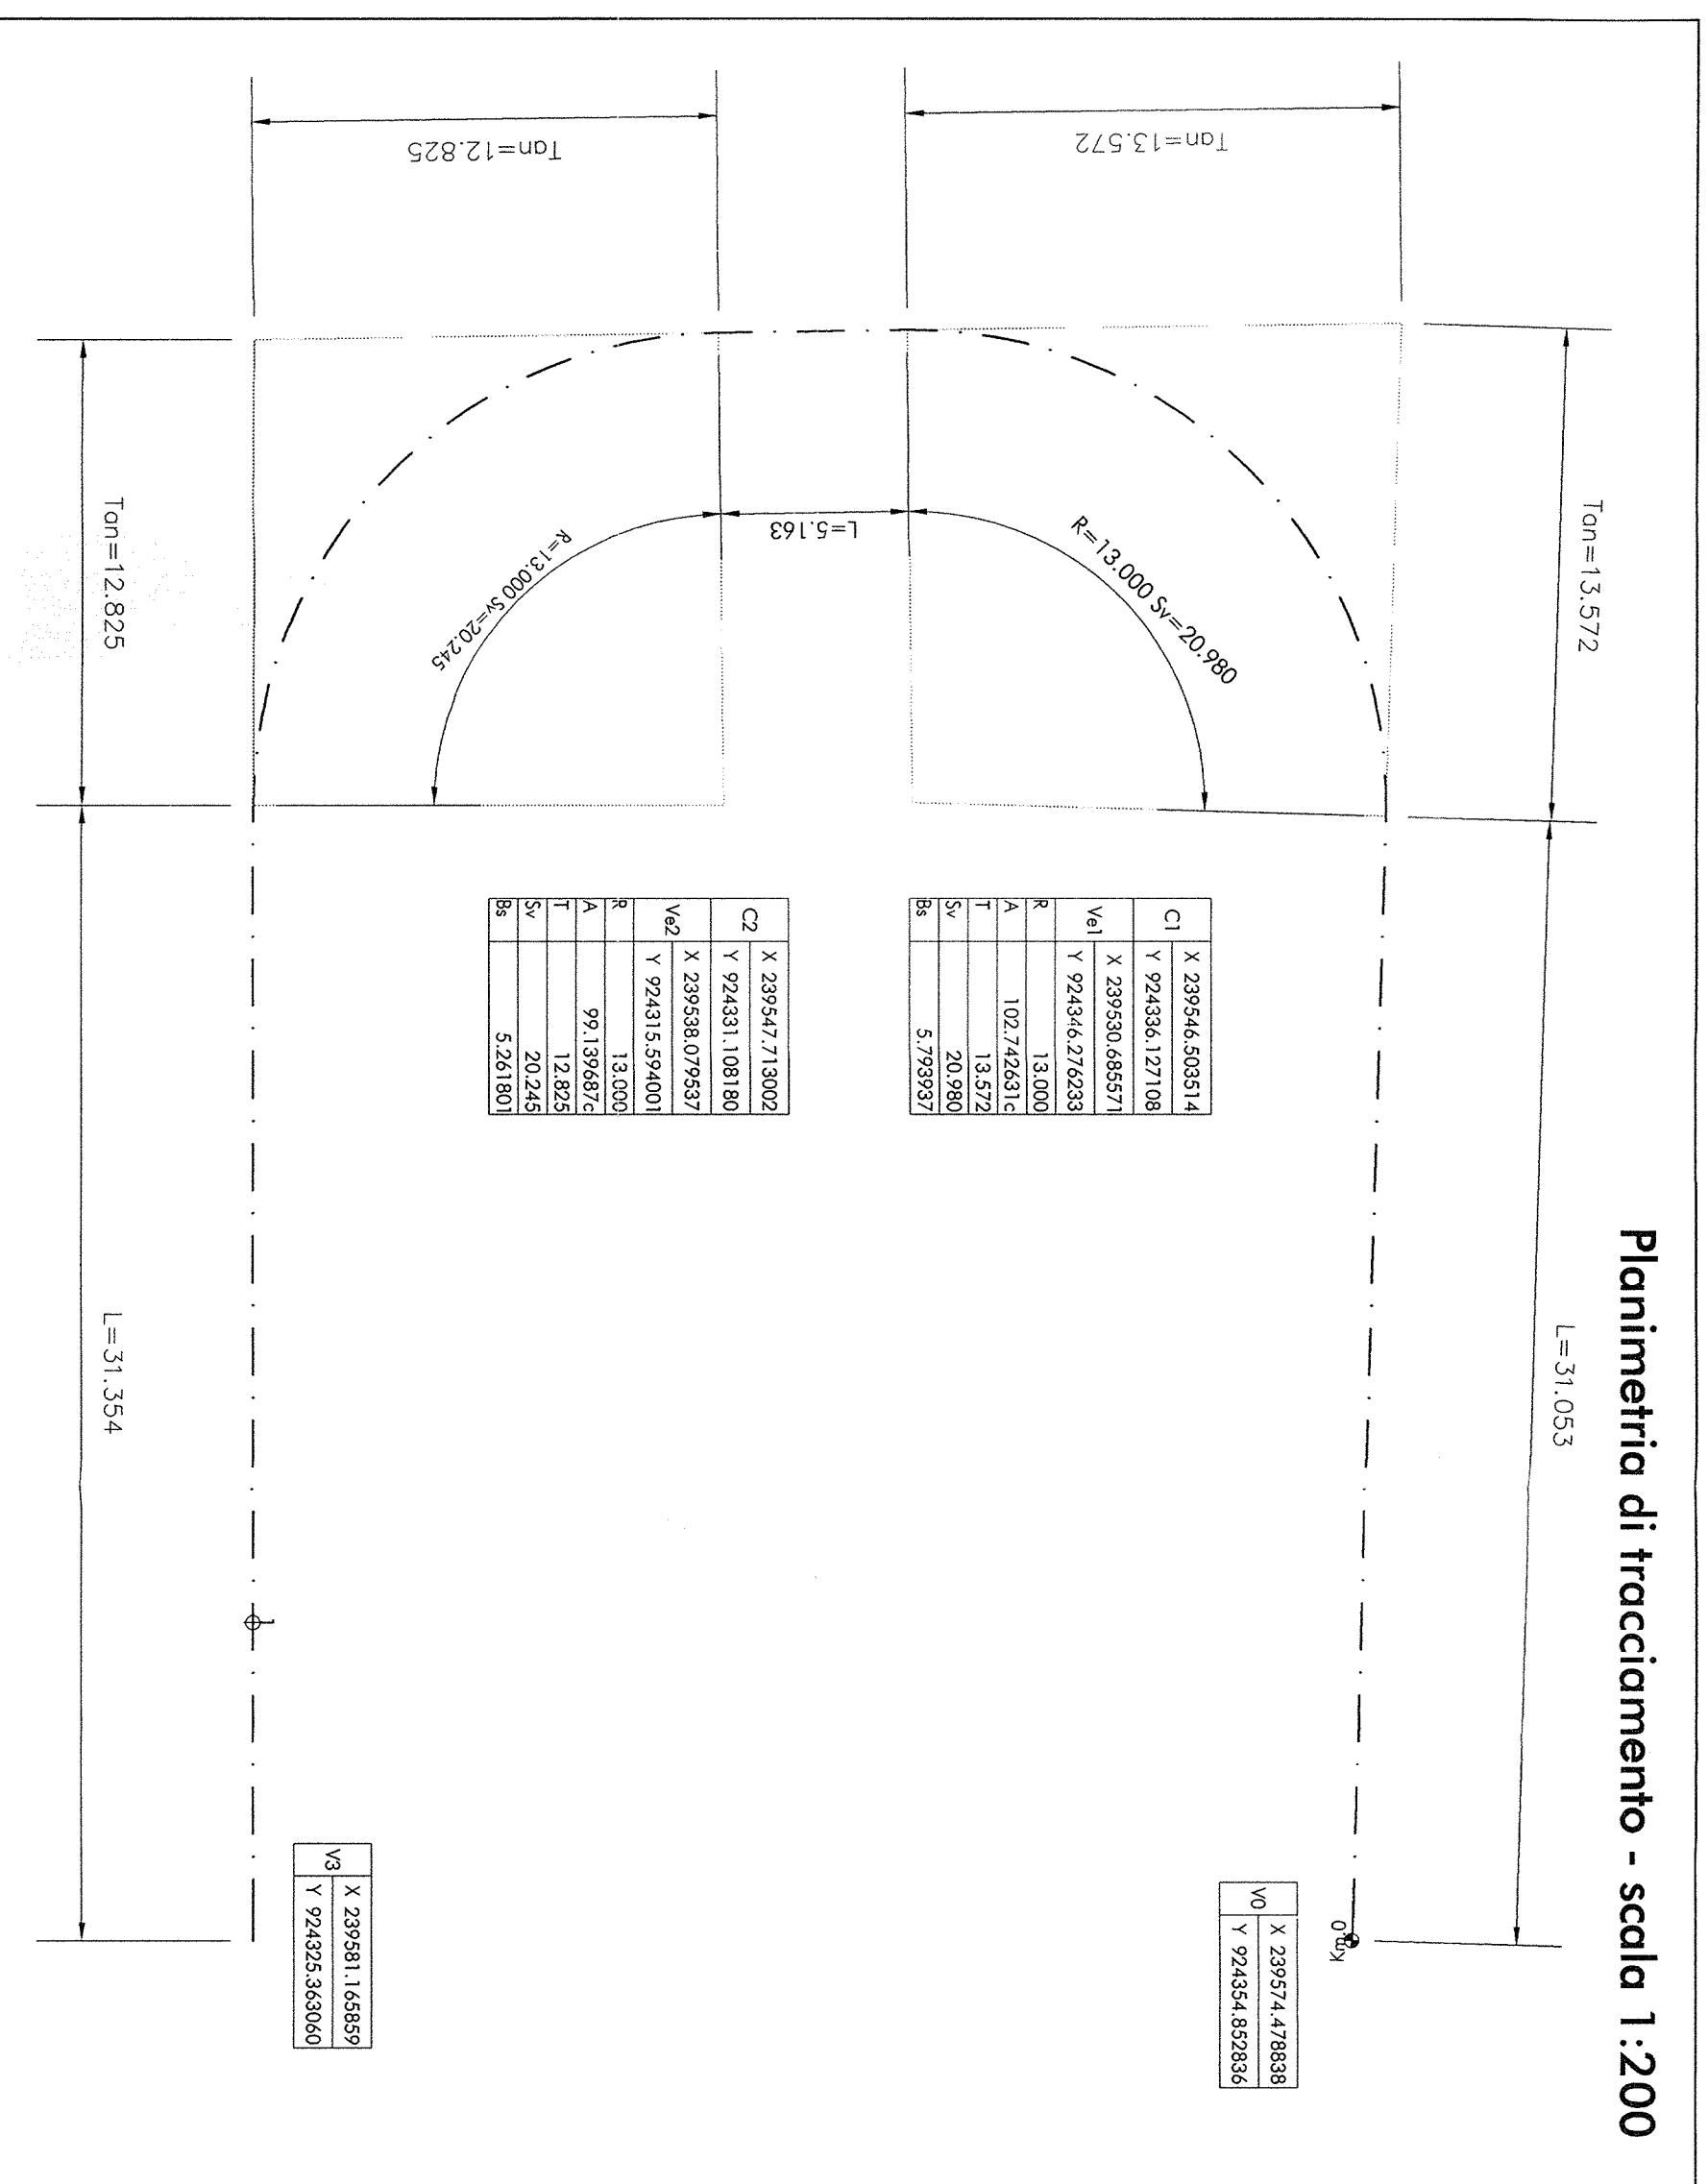 Planimetria di tracciamento - scala 1:200
Tan=13.572
L=31.053
Tan=13.572
R=13.000 Sv=20.980
Km 0
V0
X 239574.478838
Y 924354.852836
C1
X 239546.503514
Y 924336.127108
Ve1
X 239530.685571
Y 924346.276233
R 13.000
A 102.742631c
T 13.572
Sv 20.980
Bs 5.793937
L=5.163
C2
X 239547.713002
Y 924331.108180
Ve2
X 239538.079537
Y 924315.594001
R 13.000
A 99.139687c
T 12.825
Sv 20.245
Bs 5.261801
R=13.000 Sv=20.245
Tan=12.825
V3
X 239581.165859
Y 924325.363060
1
Tan=12.825
L=31.354